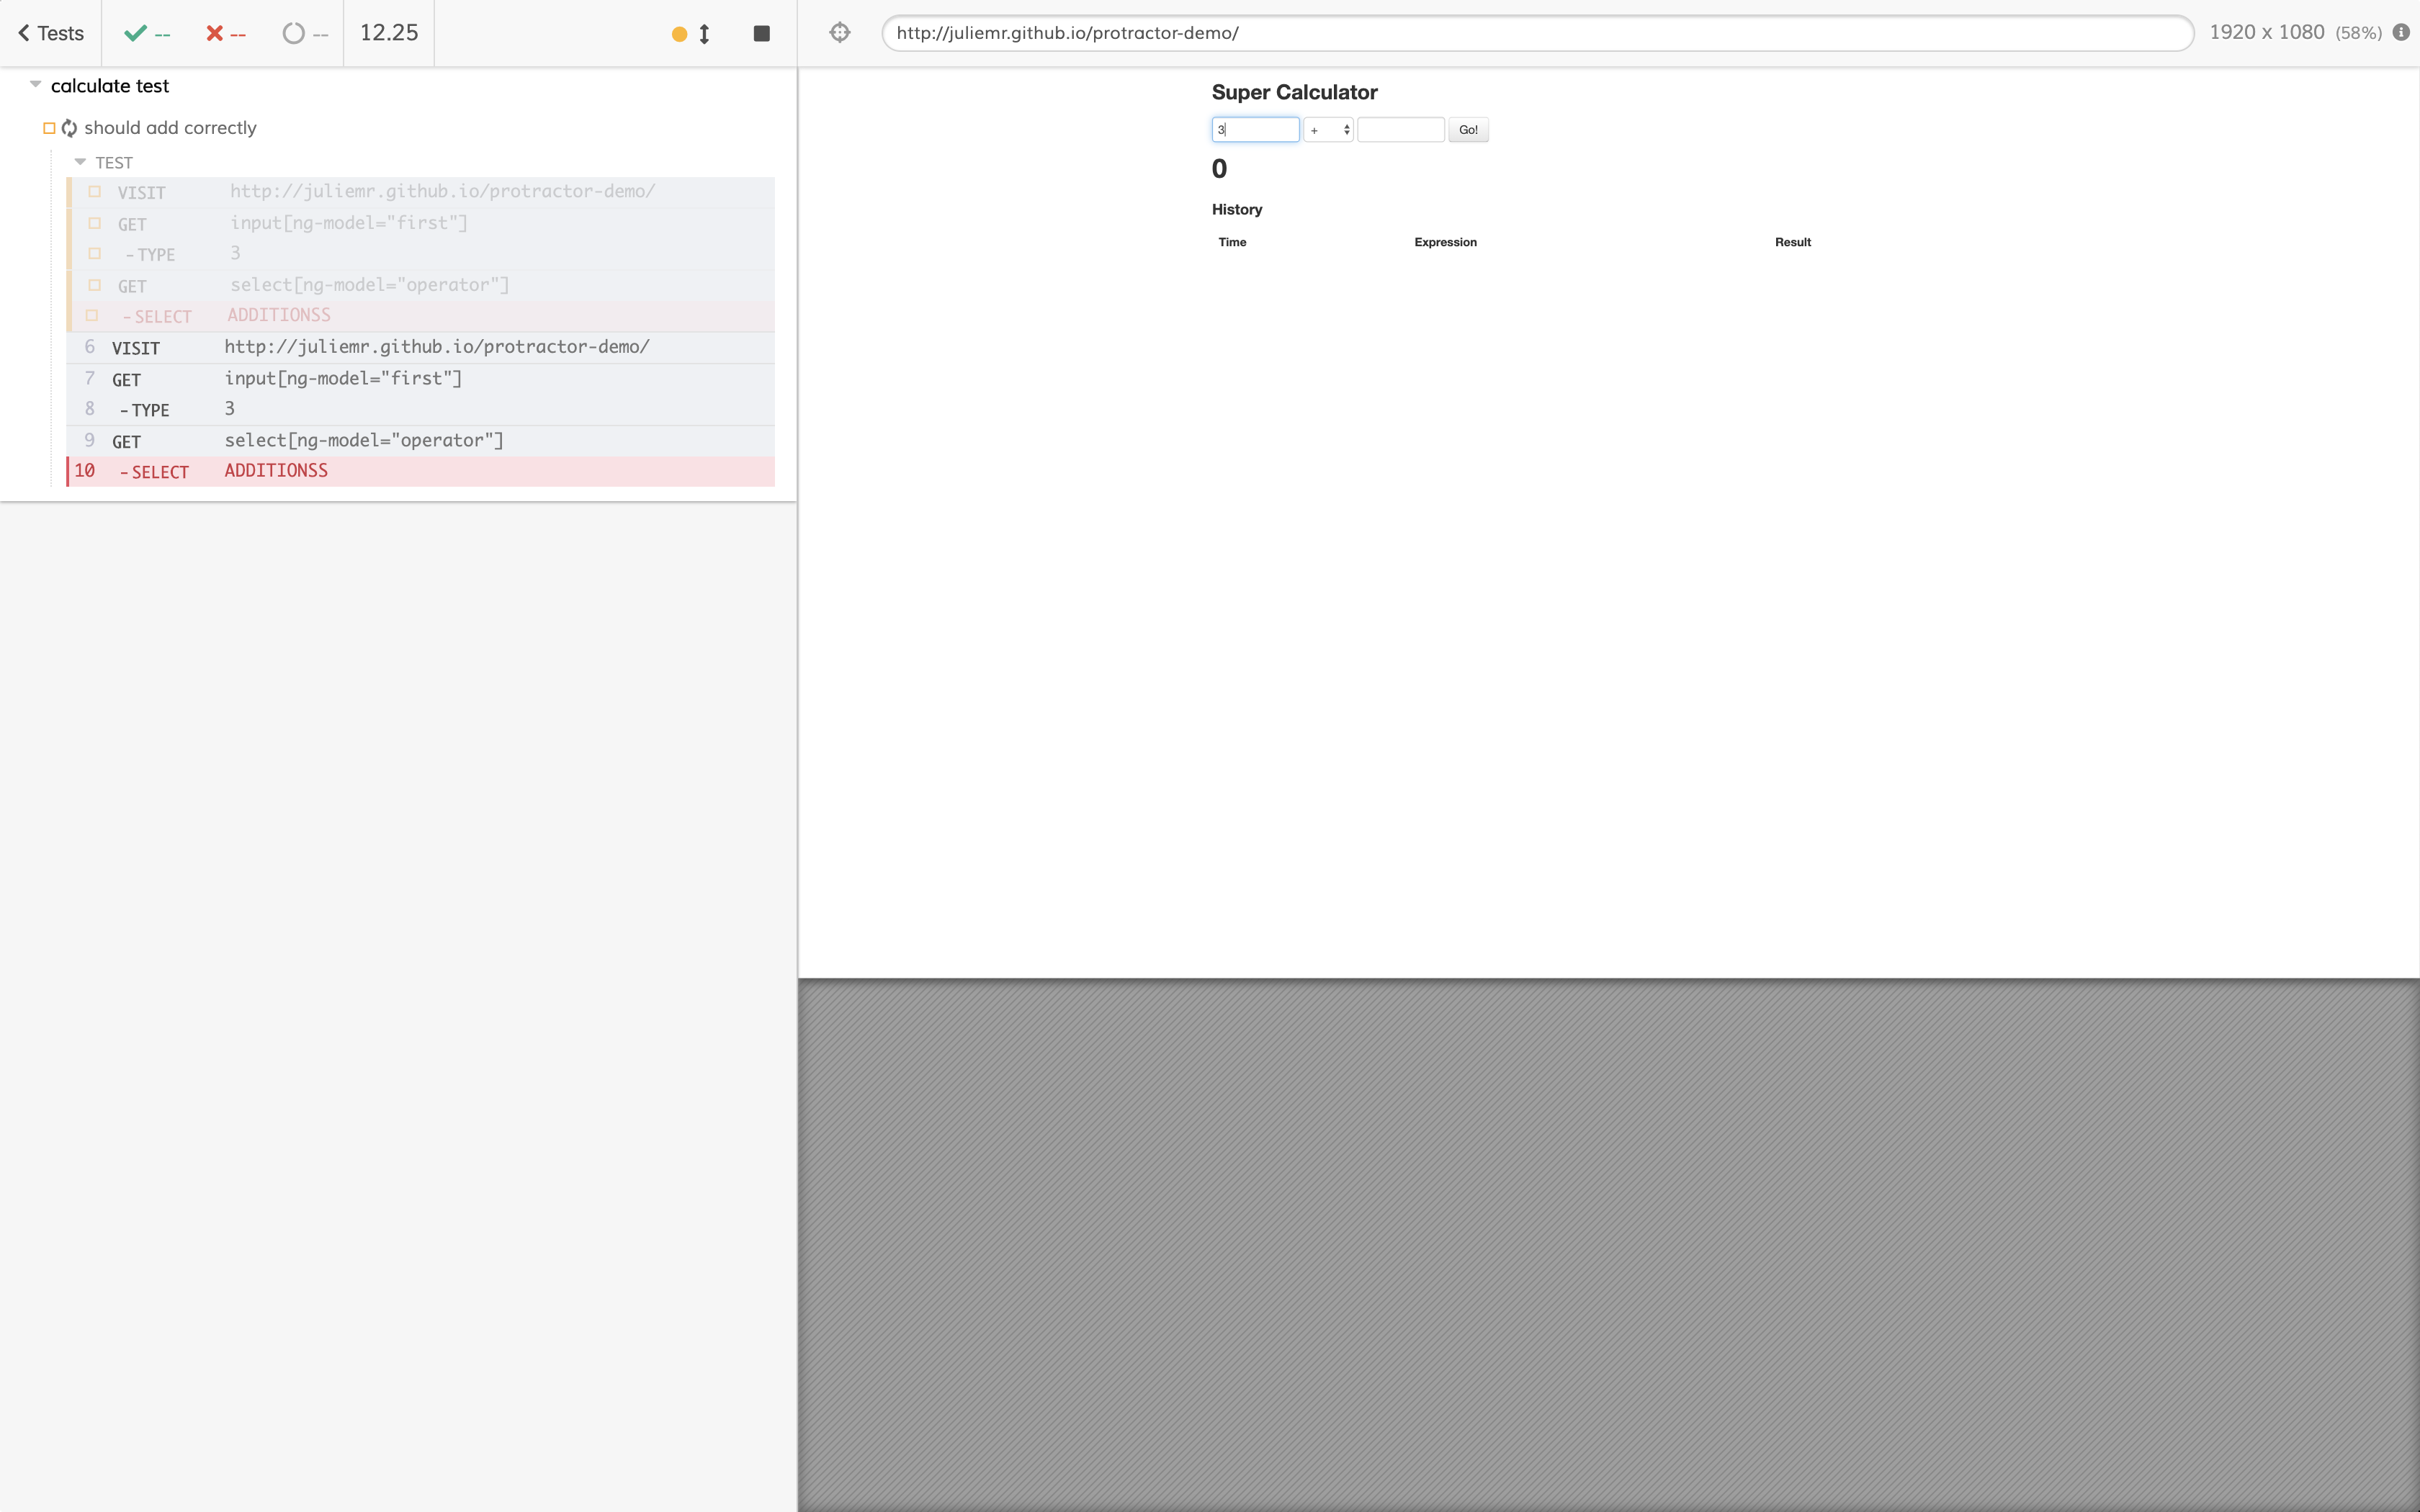 Tests -- -- -- 12.25
http://juliemr.github.io/protractor-demo/ 1920 x 1080 (58%)
calculate test
should add correctly
TEST
VISIT http://juliemr.github.io/protractor-demo/
GET input[ng-model="first"]
- TYPE 3
GET select[ng-model="operator"]
- SELECT ADDITIONSS
6 VISIT http://juliemr.github.io/protractor-demo/
7 GET input[ng-model="first"]
8 - TYPE 3
9 GET select[ng-model="operator"]
10 - SELECT ADDITIONSS
Super Calculator
3 + Go!
0
History
Time Expression Result